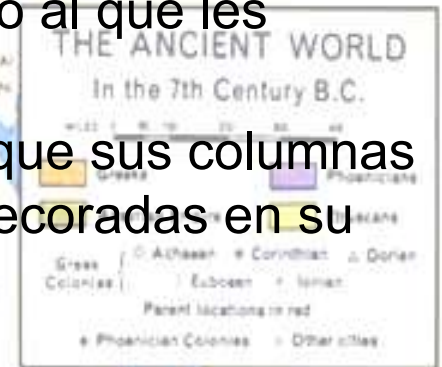 o al que les
THE ANCIENT WORLD
In the 7th Century B.C.
que sus columnas
Greeks
Phoenicians
ecoradas en su
Greek Colonies
Achaean
Corinthian
Dorian
Euboean
Ionian
Parent locations in red
Phoenician Colonies
Other cities